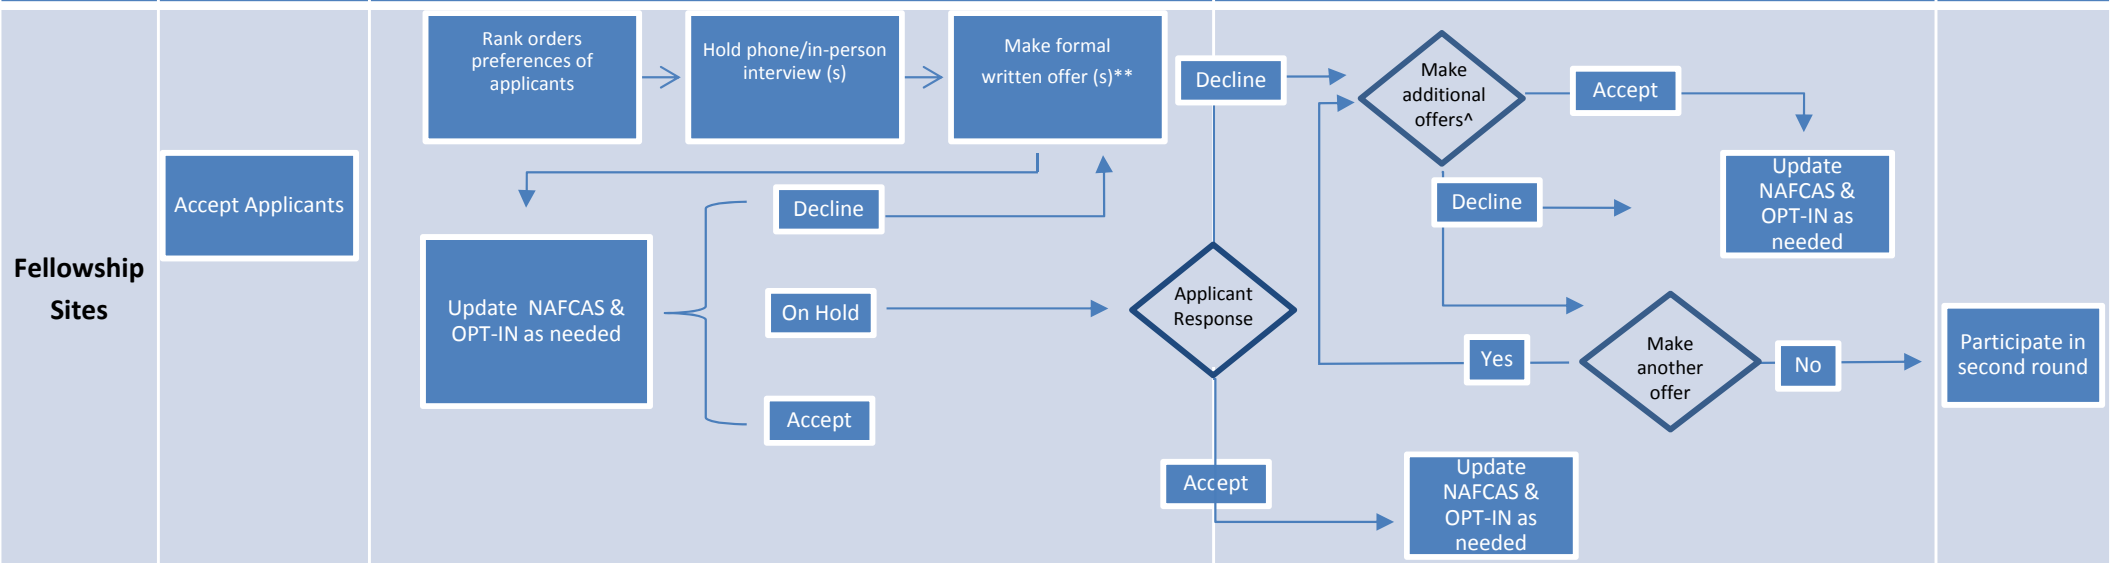 Fellowship
Sites
Accept Applicants
Rank orders
preferences of
applicants
Hold phone/in-person
interview (s)
Make formal
written offer (s)**
Update NAFCAS &
OPT-IN as needed
Decline
On Hold
Accept
Applicant
Response
Decline
Accept
Update
NAFCAS &
OPT-IN as
needed
Make
additional
offers^
Accept
Update
NAFCAS &
OPT-IN as
needed
Decline
Make
another
offer
Yes
No
Participate in
second round